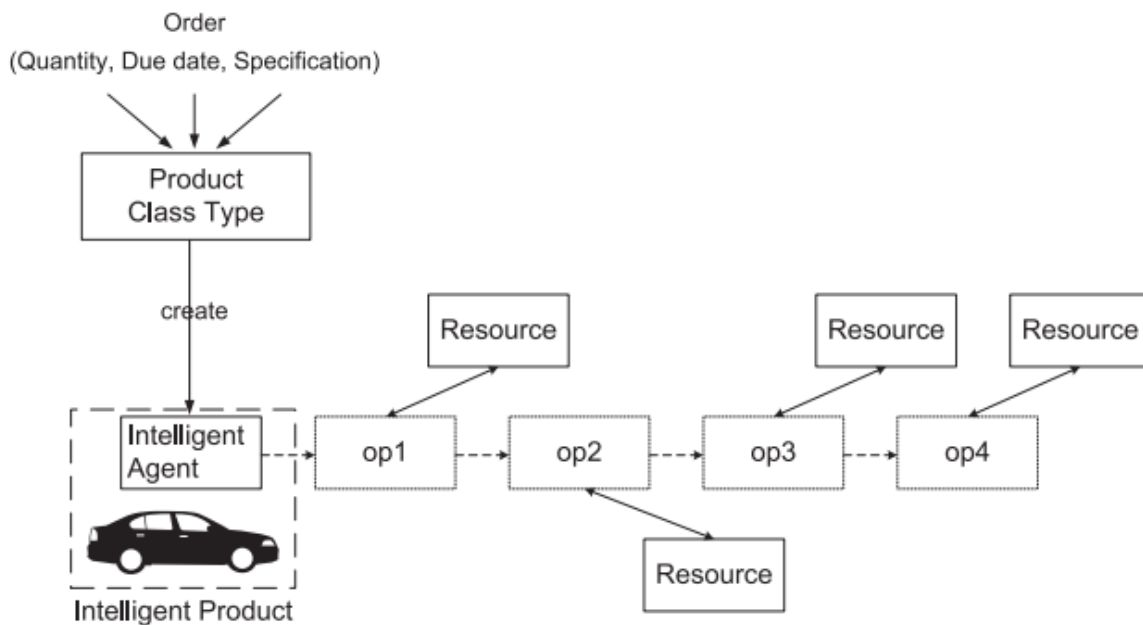 Order
(Quantity, Due date, Specification)
Product
Class Type
create
Resource
Resource
Resource
Intelligent
Agent
op1
op2
op3
op4
Resource
Intelligent Product